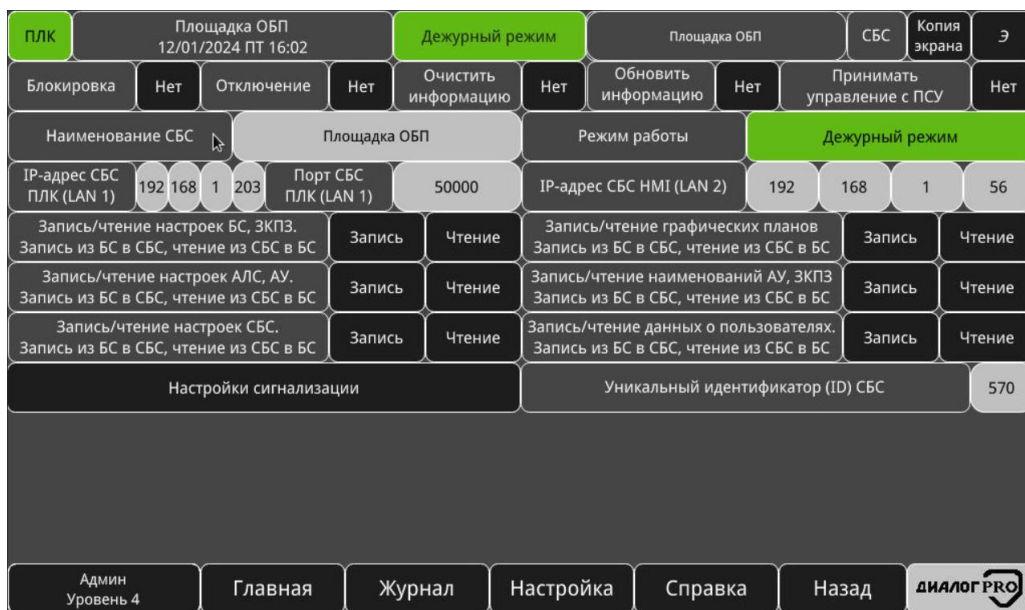 ПЛК
Площадка ОБП
12/01/2024 ПТ 16:02
Дежурный режим
Площадка ОБП
СБС
Копия
экрана
Э
Блокировка
Нет
Отключение
Нет
Очистить
информацию
Нет
Обновить
информацию
Нет
Принимать
управление с ПСУ
Нет
Наименование СБС
Площадка ОБП
Режим работы
Дежурный режим
IP-адрес СБС
ПЛК (LAN 1)
192 168 1 203
Порт СБС
ПЛК (LAN 1)
50000
IP-адрес СБС HMI (LAN 2)
192 168 1 56
Запись/чтение настроек БС, ЗКПЗ.
Запись из БС в СБС, чтение из СБС в БС
Запись
Чтение
Запись/чтение графических планов
Запись из БС в СБС, чтение из СБС в БС
Запись
Чтение
Запись/чтение настроек АЛС, АУ.
Запись из БС в СБС, чтение из СБС в БС
Запись
Чтение
Запись/чтение наименований АУ, ЗКПЗ
Запись из БС в СБС, чтение из СБС в БС
Запись
Чтение
Запись/чтение настроек СБС.
Запись из БС в СБС, чтение из СБС в БС
Запись
Чтение
Запись/чтение данных о пользователях.
Запись из БС в СБС, чтение из СБС в БС
Запись
Чтение
Настройки сигнализации
Уникальный идентификатор (ID) СБС
570
Админ
Уровень 4
Главная
Журнал
Настройка
Справка
Назад
ДИАЛОГ PRO